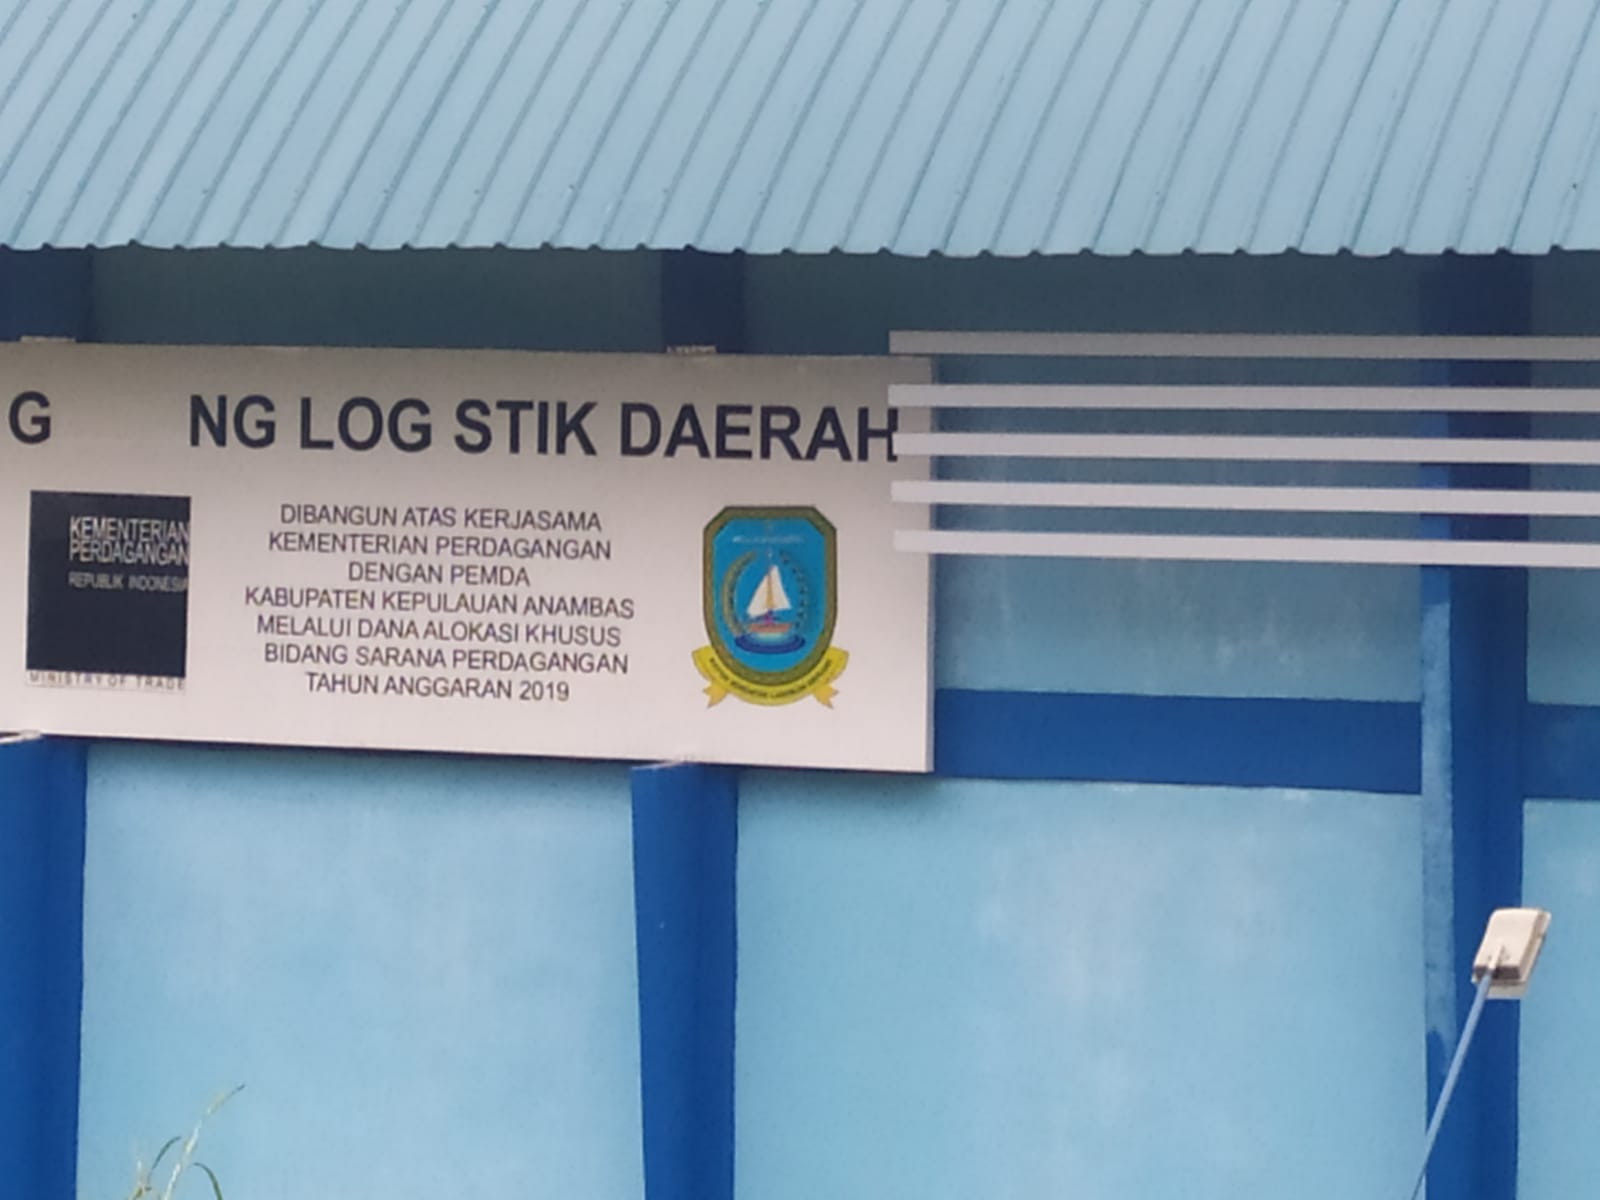 G NG LOG STIK DAERAH
KEMENTERIAN
PERDAGANGAN
REPUBLIK INDONESIA
MINISTRY OF TRADE
DIBANGUN ATAS KERJASAMA
KEMENTERIAN PERDAGANGAN
DENGAN PEMDA
KABUPATEN KEPULAUAN ANAMBAS
MELALUI DANA ALOKASI KHUSUS
BIDANG SARANA PERDAGANGAN
TAHUN ANGGARAN 2019